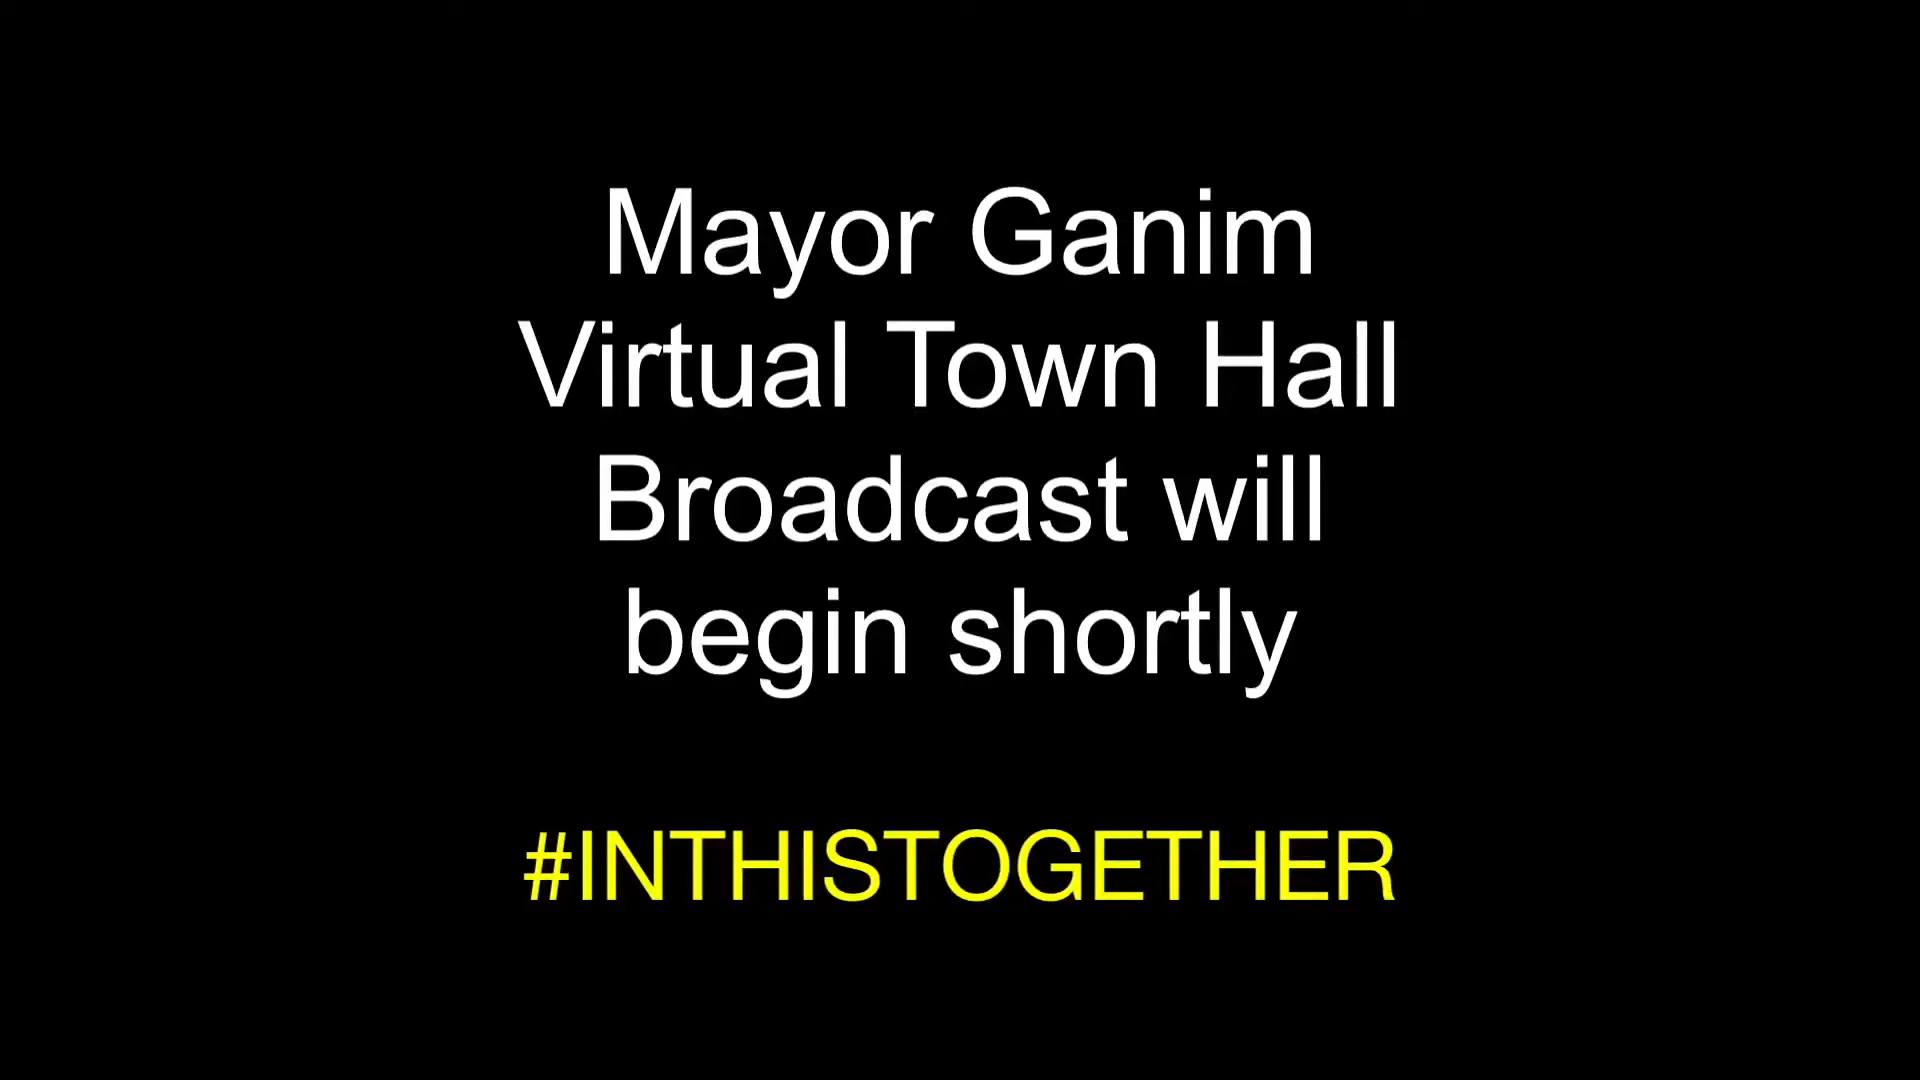 Mayor Ganim
Virtual Town Hall
Broadcast will
begin shortly
#INTHISTOGETHER